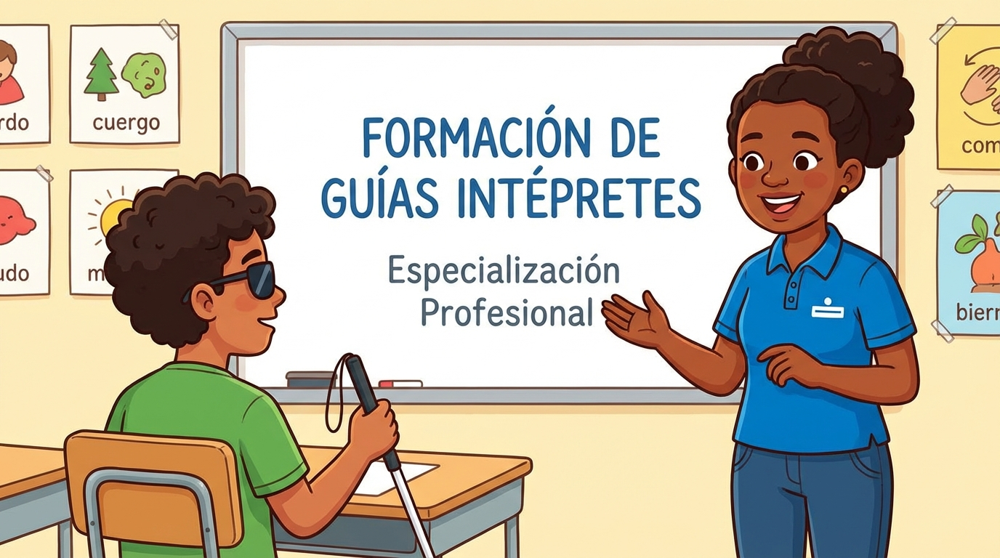 rdo
cuergo
udo
m
FORMACIÓN DE
GUÍAS INTÉPRETES
Especialización
Profesional
com
bierr